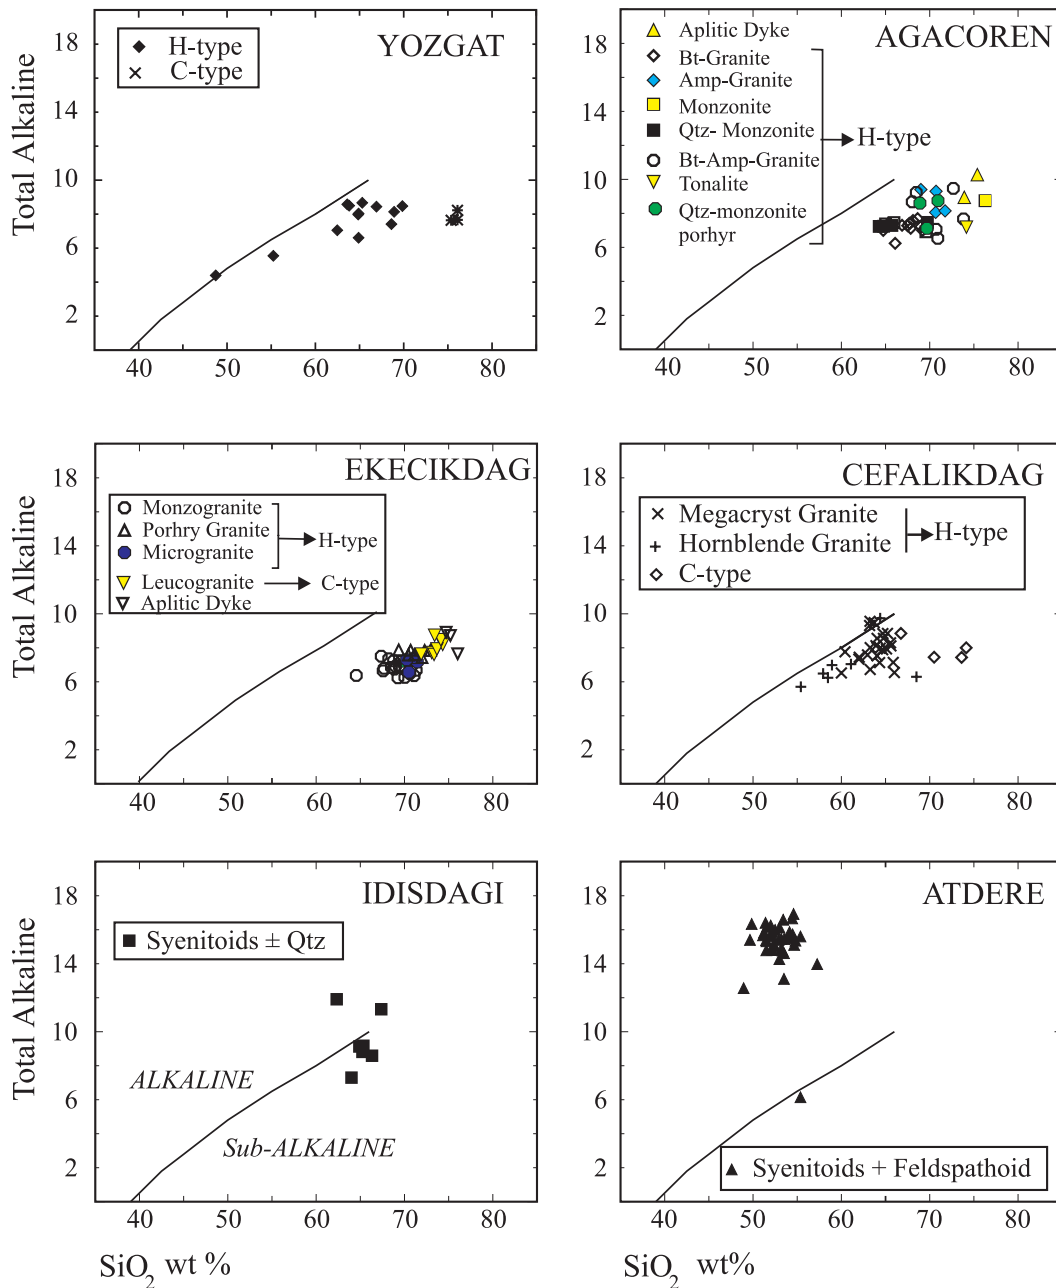 YOZGAT
H-type
C-type
Total Alkaline
18
14
10
6
2
40 50 60 70 80
AGACOREN
Aplitic Dyke
Bt-Granite
Amp-Granite
Monzonite
Qtz- Monzonite
H-type
Bt-Amp-Granite
Tonalite
Qtz-monzonite
porhyr
18
14
10
6
2
40 50 60 70 80
EKECIKDAG
Monzogranite
Porhry Granite
H-type
Microgranite
Leucogranite
C-type
Aplitic Dyke
Total Alkaline
18
14
10
6
2
40 50 60 70 80
CEFALIKDAG
Megacryst Granite
H-type
Hornblende Granite
C-type
18
14
10
6
2
40 50 60 70 80
IDISDAGI
Syenitoids ± Qtz
ALKALINE
Sub-ALKALINE
Total Alkaline
18
14
10
6
2
40 50 60 70 80
SiO2 wt %
ATDERE
Syenitoids + Feldspathoid
18
14
10
6
2
40 50 60 70 80
SiO2 wt%